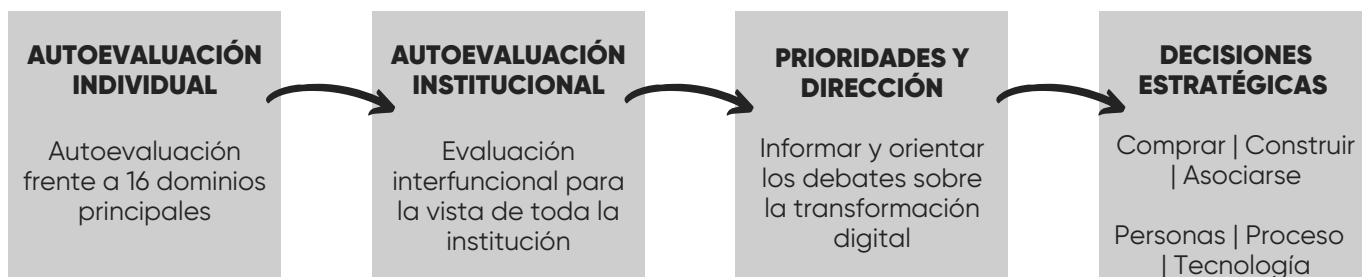 AUTOEVALUACIÓN
INDIVIDUAL
Autoevaluación
frente a 16 dominios
principales
AUTOEVALUACIÓN
INSTITUCIONAL
Evaluación
interfuncional para
la vista de toda la
institución
PRIORIDADES Y
DIRECCIÓN
Informar y orientar
los debates sobre
la transformación
digital
DECISIONES
ESTRATÉGICAS
Comprar | Construir
| Asociarse
Personas | Proceso
| Tecnología